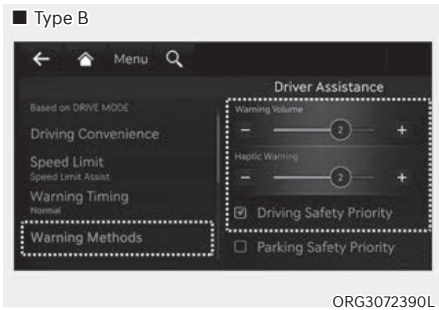 ■ Type B
Menu
Driver Assistance
Based on DRIVE MODE
Driving Convenience
Speed Limit
Speed Limit Assist
Warning Timing
Normal
Warning Methods
Warning Volume
– 2 +
Haptic Warning
– 2 +
Driving Safety Priority
Parking Safety Priority
ORG3072390L